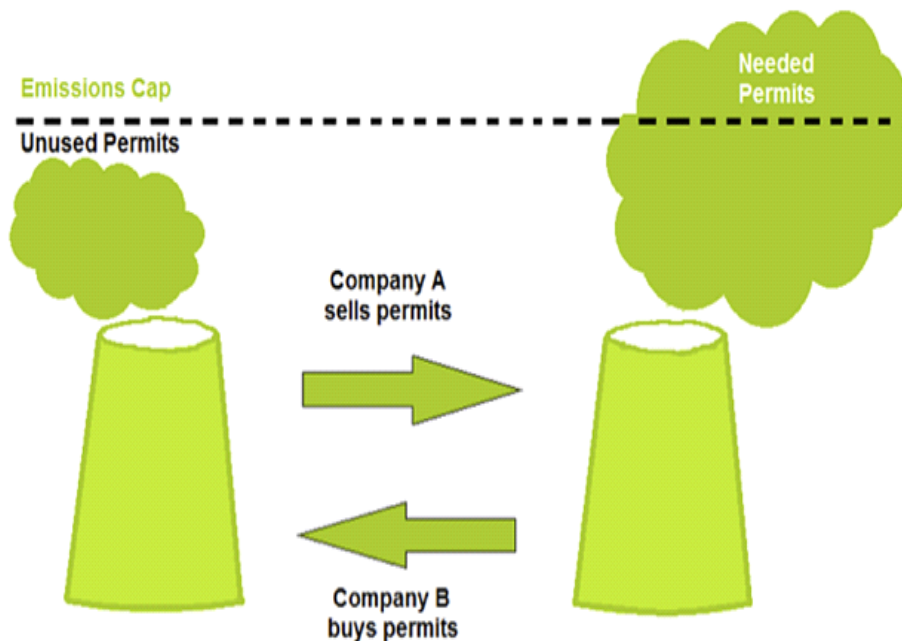 Emissions Cap
Needed
Permits
Unused Permits
Company A
sells permits
Company B
buys permits